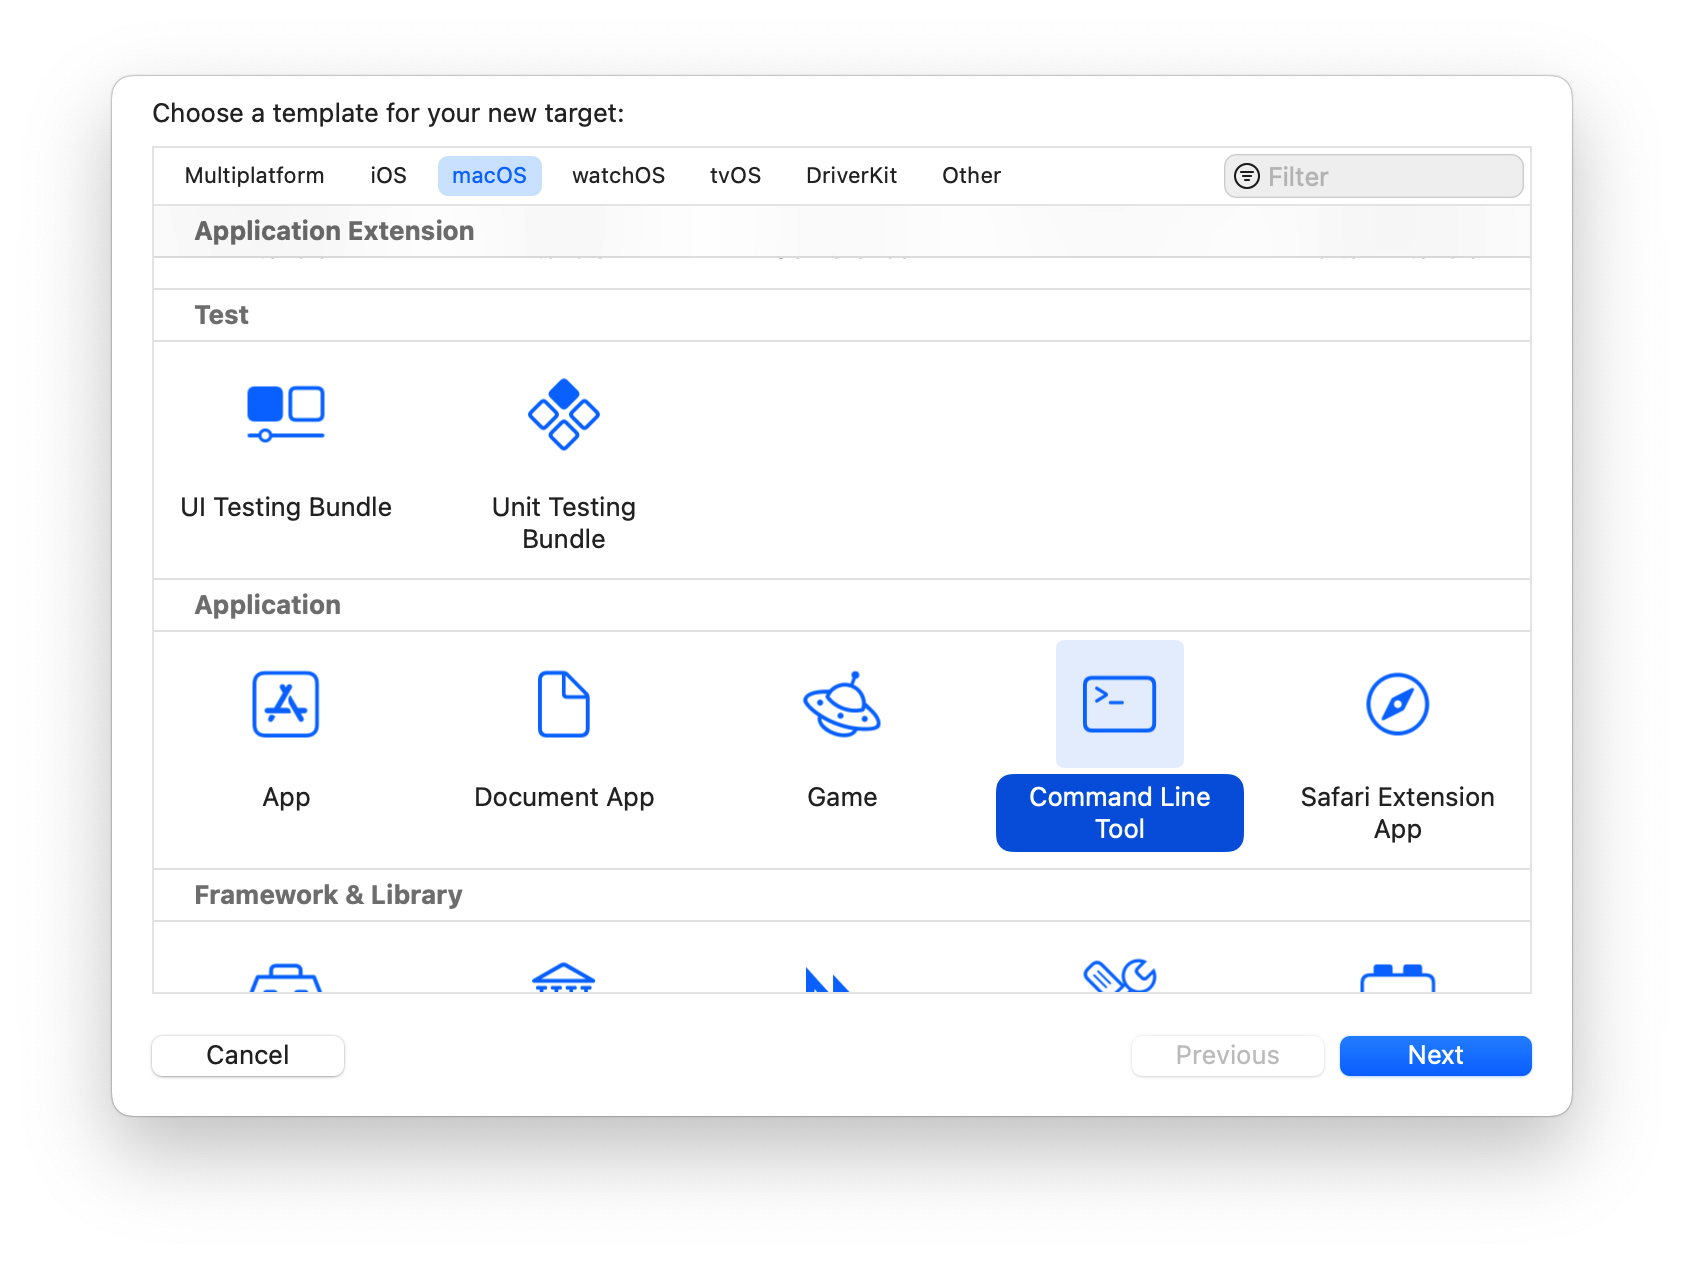 Choose a template for your new target:
Multiplatform iOS macOS watchOS tvOS DriverKit Other Filter
Application Extension
Test
UI Testing Bundle Unit Testing
Bundle
Application
App Document App Game Command Line Safari Extension
Tool App
Framework & Library
Cancel Previous Next